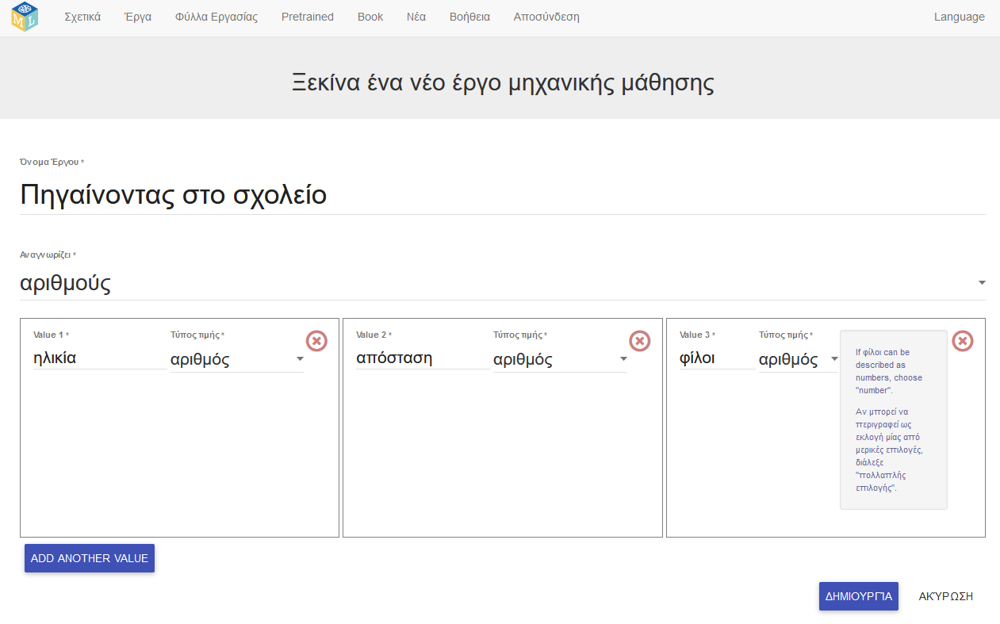 M L
Σχετικά Έργα Φύλλα Εργασίας Pretrained Book Νέα Βοήθεια Αποσύνδεση Language
Ξεκίνα ένα νέο έργο μηχανικής μάθησης
Όνομα Έργου *
Πηγαίνοντας στο σχολείο
Αναγνωρίζει *
αριθμούς
Value 1 * Τύπος τιμής *
ηλικία αριθμός
Value 2 * Τύπος τιμής *
απόσταση αριθμός
Value 3 * Τύπος τιμής *
φίλοι αριθμός
If φίλοι can be
described as
numbers, choose
"number".
Αν μπορεί να
περιγραφεί ως
εκλογή μίας από
μερικές επιλογές,
διάλεξε
"πολλαπλής
επιλογής".
ADD ANOTHER VALUE
ΔΗΜΙΟΥΡΓΊΑ ΑΚΎΡΩΣΗ